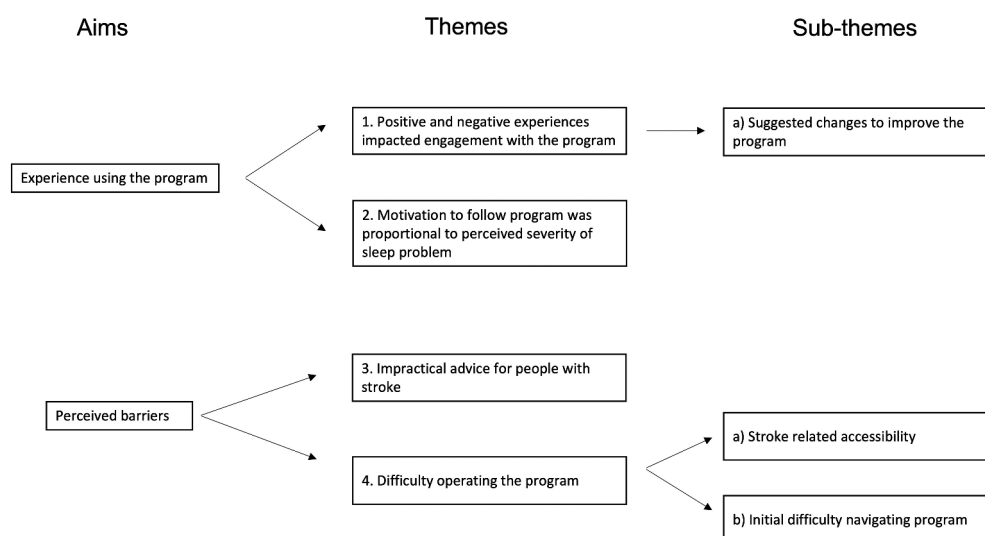 Aims
Themes
Sub-themes
1. Positive and negative experiences
impacted engagement with the program
a) Suggested changes to improve the
program
Experience using the program
2. Motivation to follow program was
proportional to perceived severity of
sleep problem
3. Impractical advice for people with
stroke
Perceived barriers
4. Difficulty operating the program
a) Stroke related accessibility
b) Initial difficulty navigating program